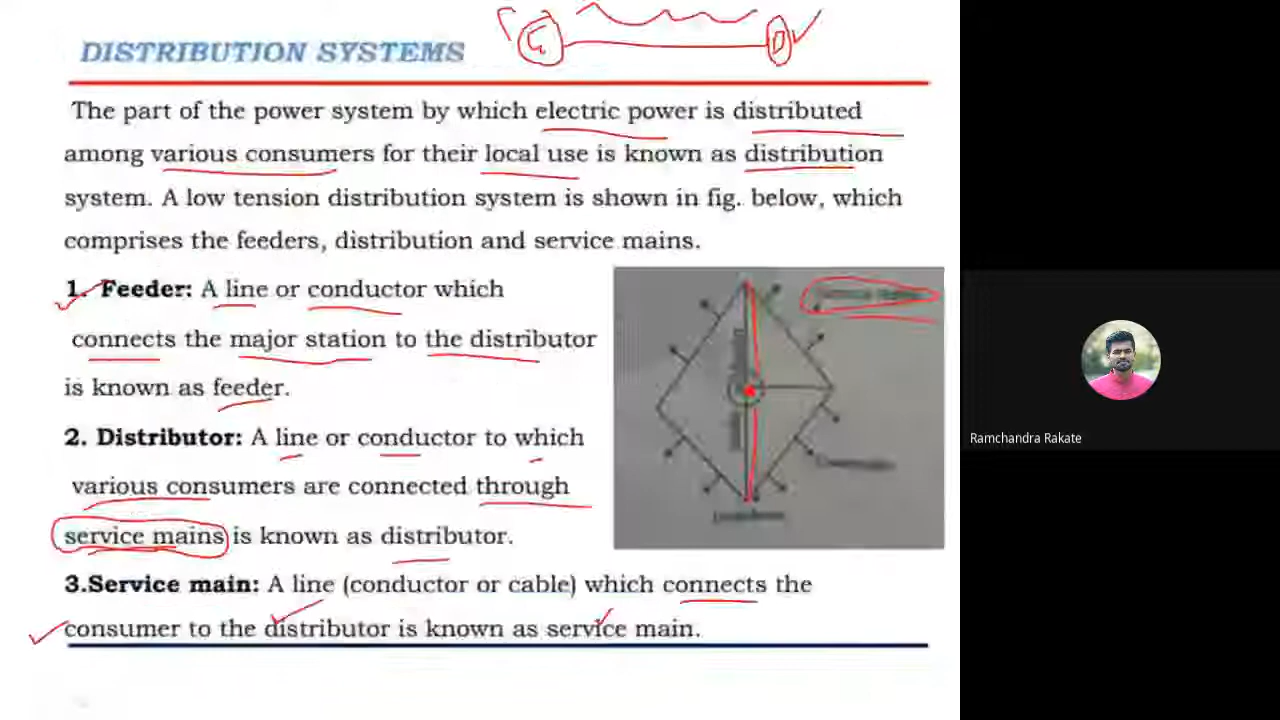 G D
DISTRIBUTION SYSTEMS
The part of the power system by which electric power is distributed
among various consumers for their local use is known as distribution
system. A low tension distribution system is shown in fig. below, which
comprises the feeders, distribution and service mains.
1. Feeder: A line or conductor which
connects the major station to the distributor
is known as feeder.
2. Distributor: A line or conductor to which
various consumers are connected through
service mains is known as distributor.
3.Service main: A line (conductor or cable) which connects the
consumer to the distributor is known as service main.
Ramchandra Rakate